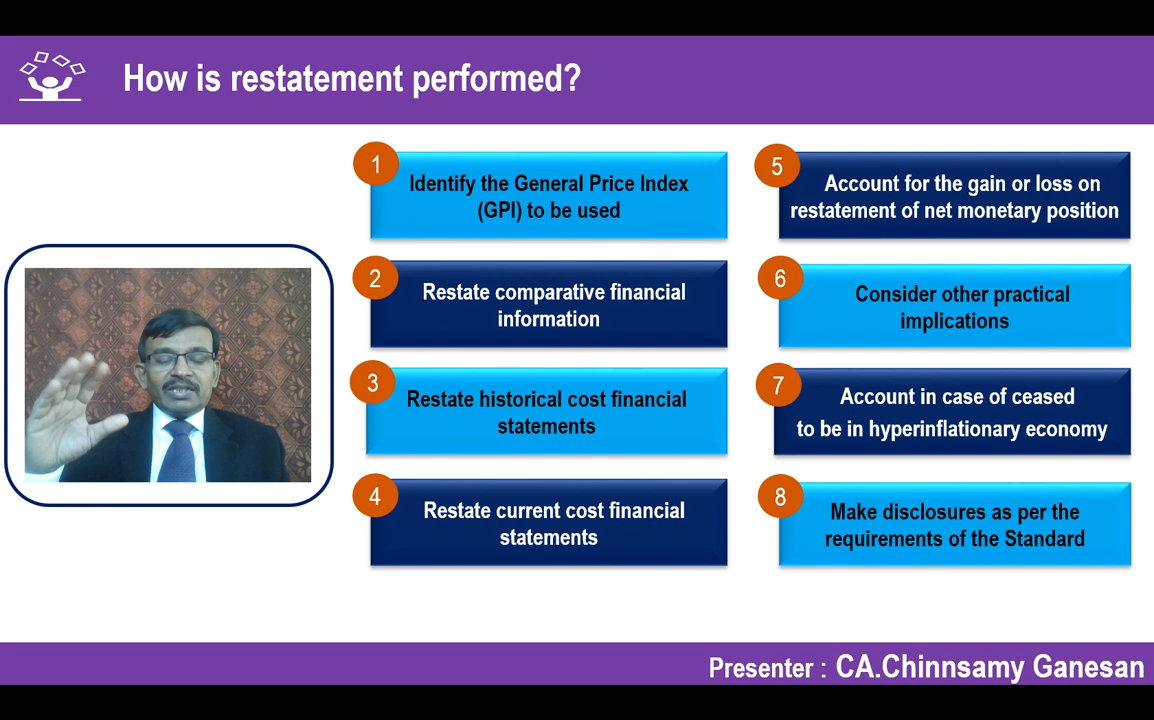 How is restatement performed?
1
Identify the General Price Index
(GPI) to be used
2
Restate comparative financial
information
3
Restate historical cost financial
statements
4
Restate current cost financial
statements
5
Account for the gain or loss on
restatement of net monetary position
6
Consider other practical
implications
7
Account in case of ceased
to be in hyperinflationary economy
8
Make disclosures as per the
requirements of the Standard
Presenter : CA.Chinnsamy Ganesan